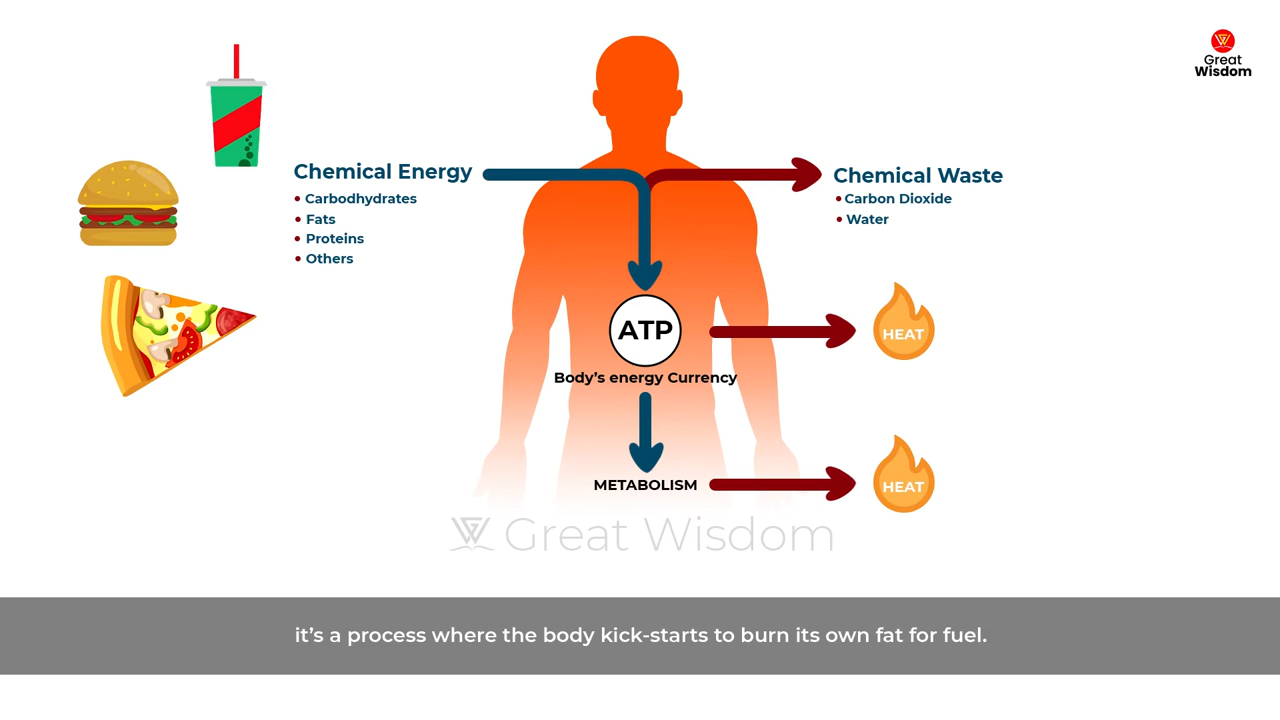 Great
Wisdom
Chemical Energy
• Carbodhydrates
• Fats
• Proteins
• Others
Chemical Waste
• Carbon Dioxide
• Water
ATP
HEAT
Body’s energy Currency
METABOLISM
HEAT
Great Wisdom
it’s a process where the body kick-starts to burn its own fat for fuel.